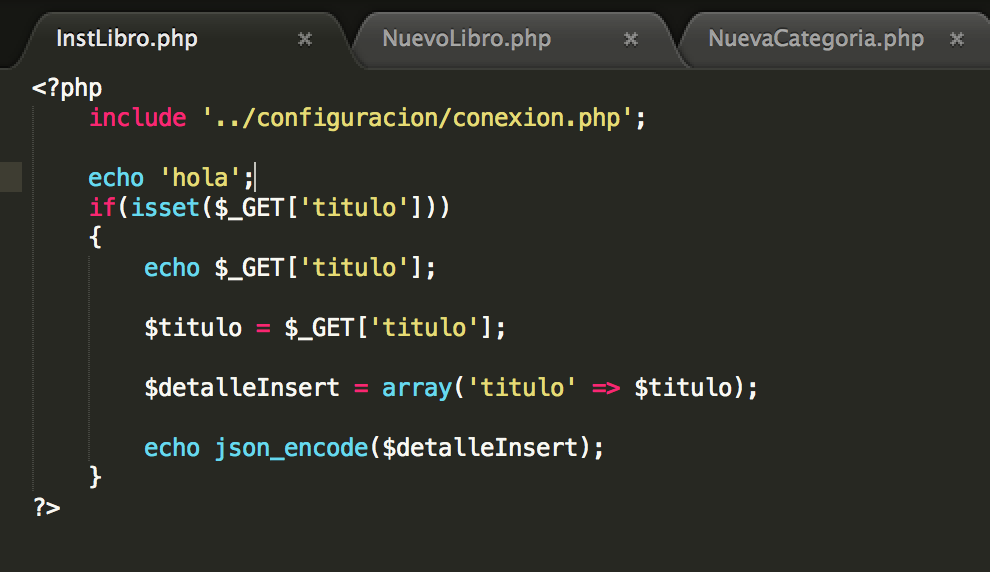 InstLibro.php × NuevoLibro.php × NuevaCategoria.php ×
<?php
include '../configuracion/conexion.php';
echo 'hola';
if(isset($_GET['titulo']))
{
echo $_GET['titulo'];
$titulo = $_GET['titulo'];
$detalleInsert = array('titulo' => $titulo);
echo json_encode($detalleInsert);
}
?>